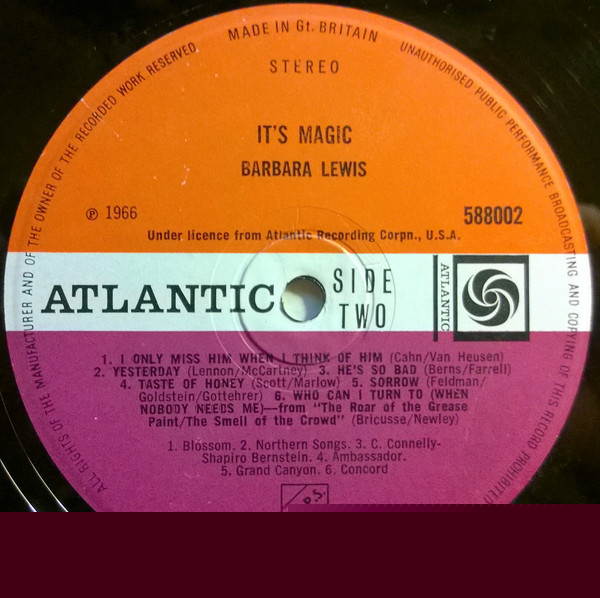 MADE IN Gt. BRITAIN
ALL RIGHTS OF THE MANUFACTURER AND OF THE OWNER OF THE RECORDED WORK RESERVED
UNAUTHORISED PUBLIC PERFORMANCE BROADCASTING AND COPYING OF THIS RECORD PROHIBITED
STEREO
IT'S MAGIC
BARBARA LEWIS
℗ 1966
588002
Under licence from Atlantic Recording Corpn., U.S.A.
ATLANTIC
SIDE
TWO
ATLANTIC
1. I ONLY MISS HIM WHEN I THINK OF HIM (Cahn/Van Heusen)
2. YESTERDAY (Lennon/McCartney) 3. HE'S SO BAD (Berns/Farrell)
4. TASTE OF HONEY (Scott/Marlow) 5. SORROW (Feldman/
Goldstein/Gottehrer) 6. WHO CAN I TURN TO (WHEN
NOBODY NEEDS ME)—from "The Roar of the Grease
Paint/The Smell of the Crowd" (Bricusse/Newley)
1. Blossom. 2. Northern Songs. 3. C. Connelly-
Shapiro Bernstein. 4. Ambassador.
5. Grand Canyon. 6. Concord